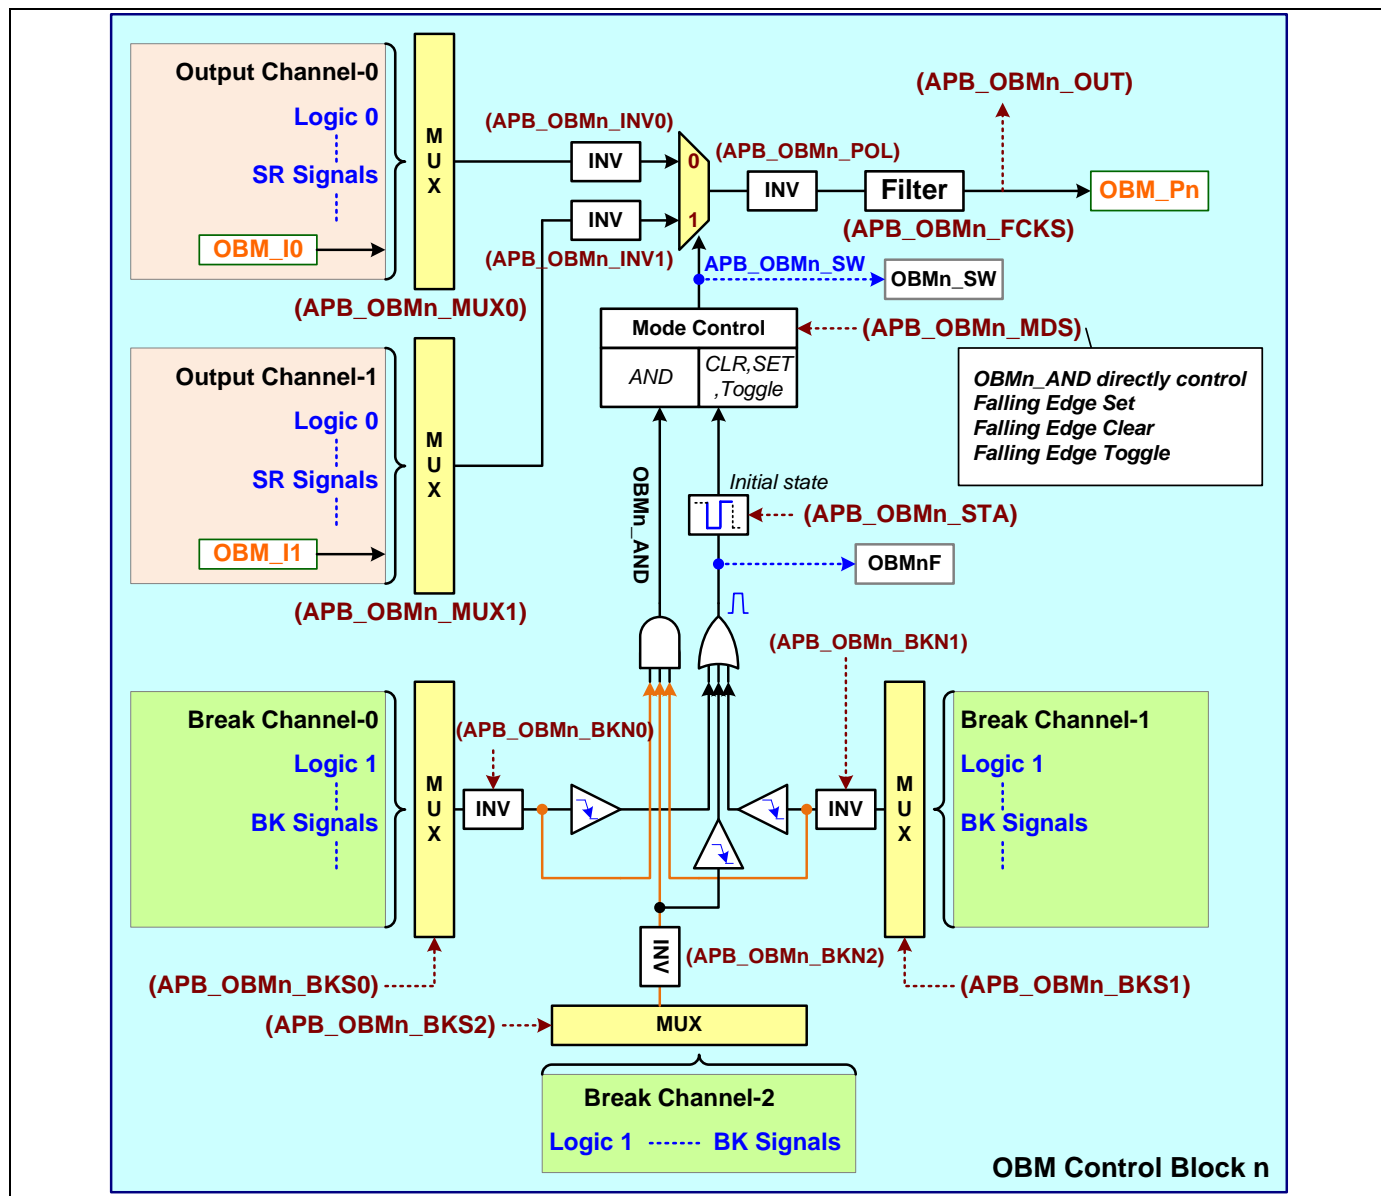 Output Channel-0
Logic 0
SR Signals
OBM_I0
MUX
(APB_OBMn_MUX0)
(APB_OBMn_INV0)
INV
INV
(APB_OBMn_INV1)
0
1
(APB_OBMn_POL)
INV
Filter
(APB_OBMn_FCKS)
(APB_OBMn_OUT)
OBM_Pn
APB_OBMn_SW
OBMn_SW
Mode Control
AND
CLR,SET
,Toggle
(APB_OBMn_MDS)
OBMn_AND directly control
Falling Edge Set
Falling Edge Clear
Falling Edge Toggle
Output Channel-1
Logic 0
SR Signals
OBM_I1
MUX
(APB_OBMn_MUX1)
OBMn_AND
Initial state
(APB_OBMn_STA)
OBMnF
Break Channel-0
Logic 1
BK Signals
MUX
(APB_OBMn_BKN0)
INV
(APB_OBMn_BKS0)
(APB_OBMn_BKN1)
INV
MUX
Break Channel-1
Logic 1
BK Signals
(APB_OBMn_BKS1)
INV
(APB_OBMn_BKN2)
(APB_OBMn_BKS2)
MUX
Break Channel-2
Logic 1
BK Signals
OBM Control Block n